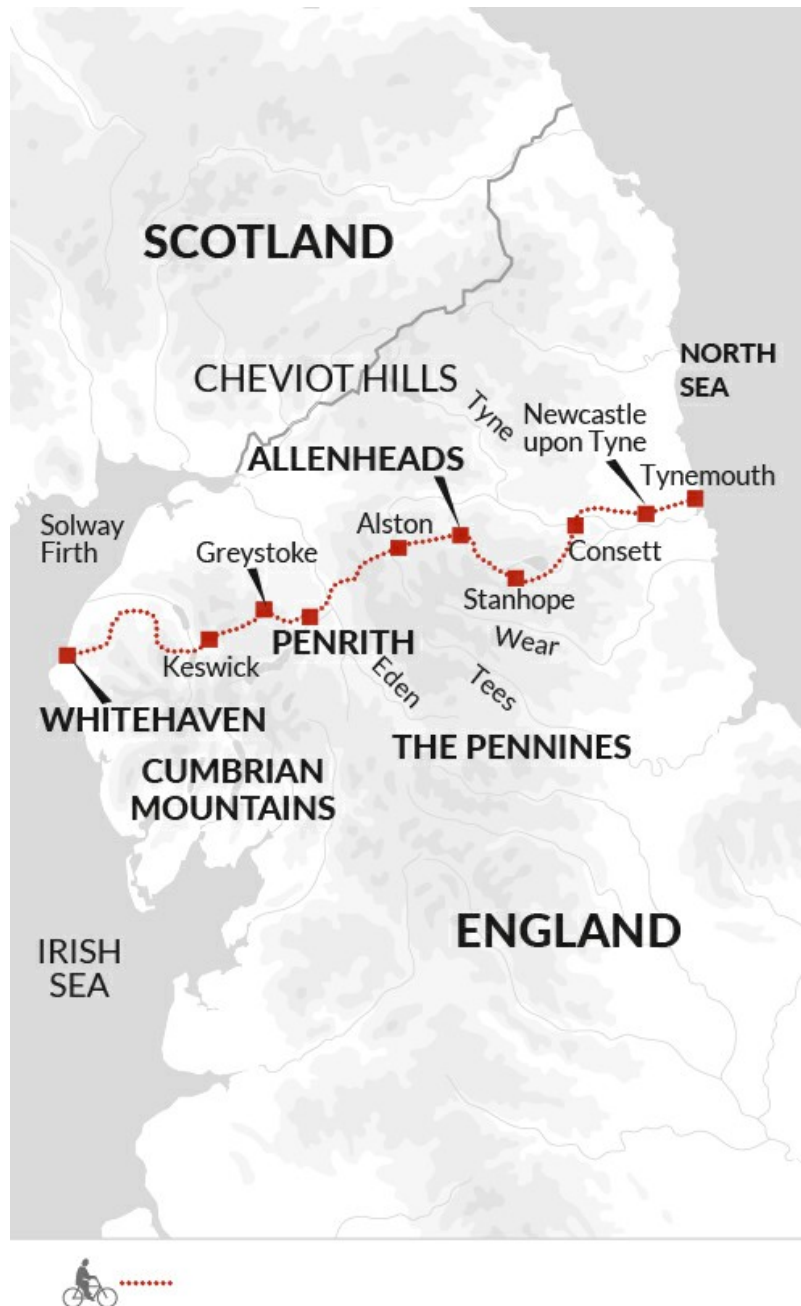 SCOTLAND
CHEVIOT HILLS
NORTH
SEA
Tyne
Newcastle
upon Tyne
ALLENHEADS
Tynemouth
Solway
Firth
Alston
Greystoke
Consett
Stanhope
PENRITH
Wear
Keswick
Eden
Tees
WHITEHAVEN
THE PENNINES
CUMBRIAN
MOUNTAINS
ENGLAND
IRISH
SEA